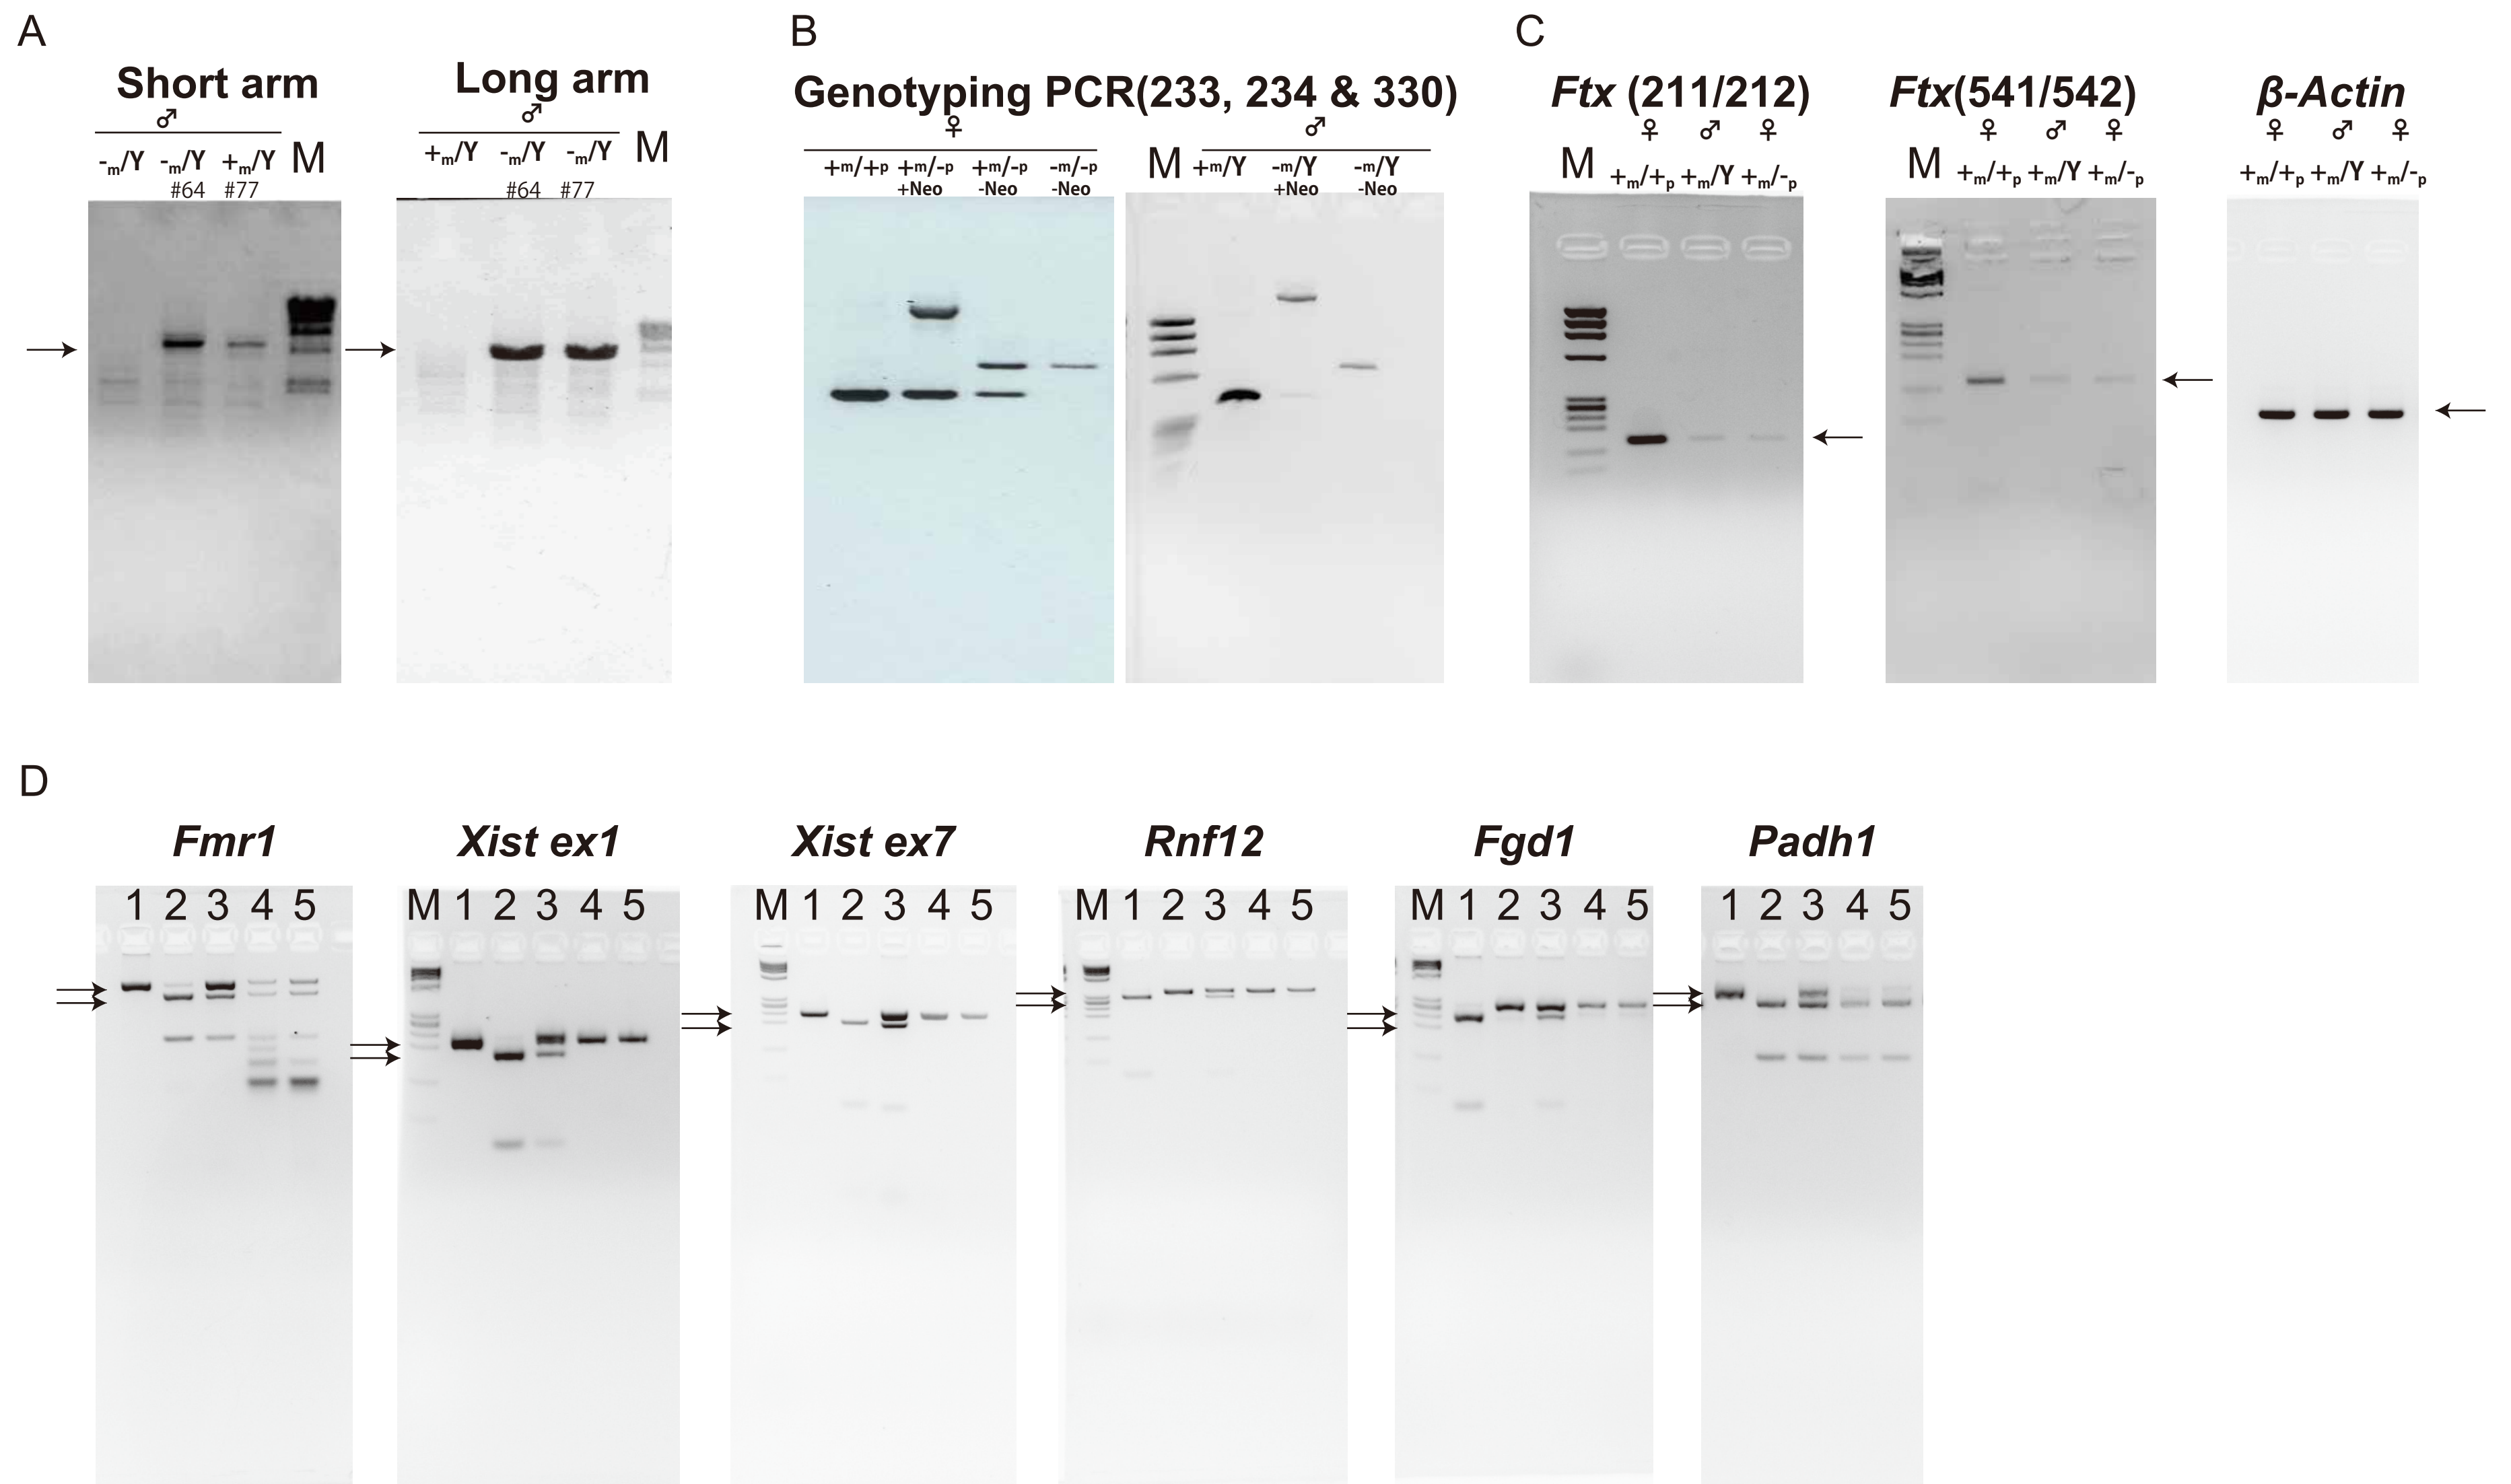 A
Short arm
♂
-m/Y -m/Y +m/Y M
#64 #77
Long arm
♂
+m/Y -m/Y -m/Y M
#64 #77
B
Genotyping PCR(233, 234 & 330)
♀ ♂
+m/+p +m/-p +m/-p -m/-p M +m/Y -m/Y -m/Y
+Neo -Neo -Neo +Neo -Neo
C
Ftx (211/212)
♀ ♂ ♀
M +m/+p +m/Y +m/-p
Ftx(541/542)
♀ ♂ ♀
M +m/+p +m/Y +m/-p
β-Actin
♀ ♂ ♀
+m/+p +m/Y +m/-p
D
Fmr1
1 2 3 4 5
Xist ex1
M 1 2 3 4 5
Xist ex7
M 1 2 3 4 5
Rnf12
M 1 2 3 4 5
Fgd1
M 1 2 3 4 5
Padh1
1 2 3 4 5